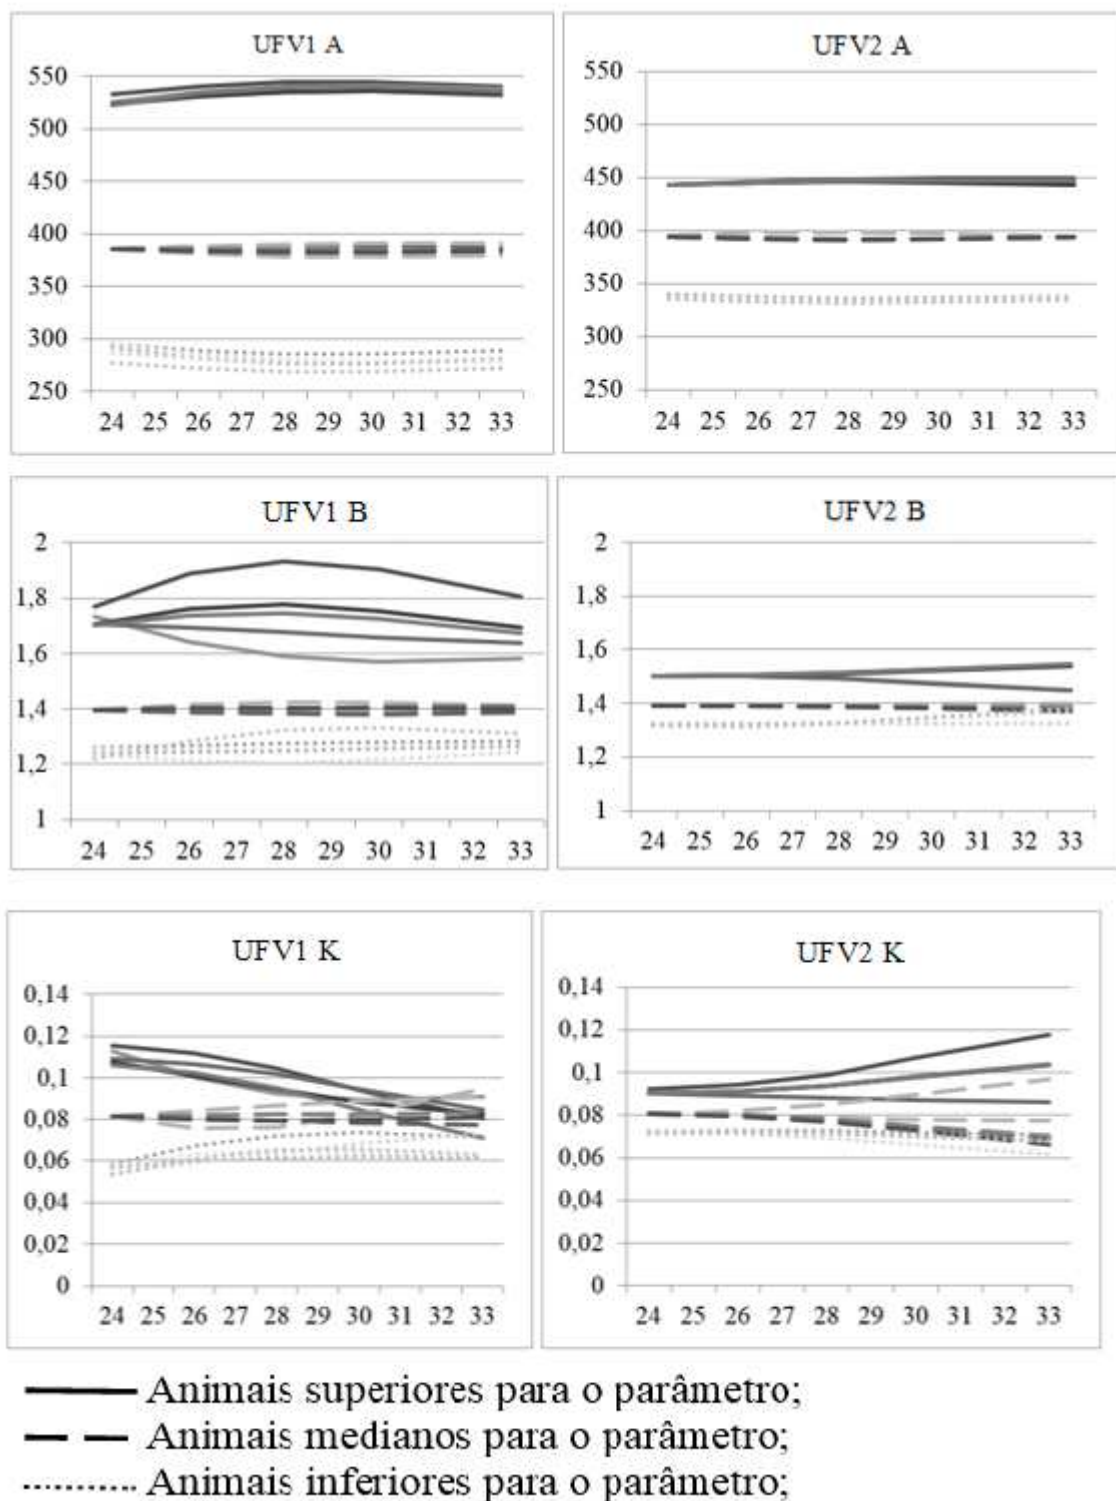 UFV1 A
550
500
450
400
350
300
250
24 25 26 27 28 29 30 31 32 33
UFV2 A
550
500
450
400
350
300
250
24 25 26 27 28 29 30 31 32 33
UFV1 B
2
1,8
1,6
1,4
1,2
1
24 25 26 27 28 29 30 31 32 33
UFV2 B
2
1,8
1,6
1,4
1,2
1
24 25 26 27 28 29 30 31 32 33
UFV1 K
0,14
0,12
0,1
0,08
0,06
0,04
0,02
0
24 25 26 27 28 29 30 31 32 33
UFV2 K
0,14
0,12
0,1
0,08
0,06
0,04
0,02
0
24 25 26 27 28 29 30 31 32 33
Animais superiores para o parâmetro;
Animais medianos para o parâmetro;
Animais inferiores para o parâmetro;